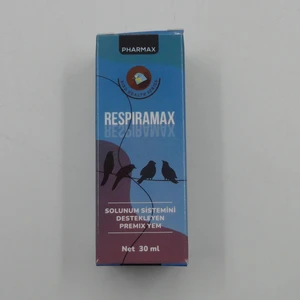 PHARMAX
RESPIRAMAX
SOLUNUM SİSTEMİNİ
DESTEKLEYEN
PREMIX YEM
Net 30 ml